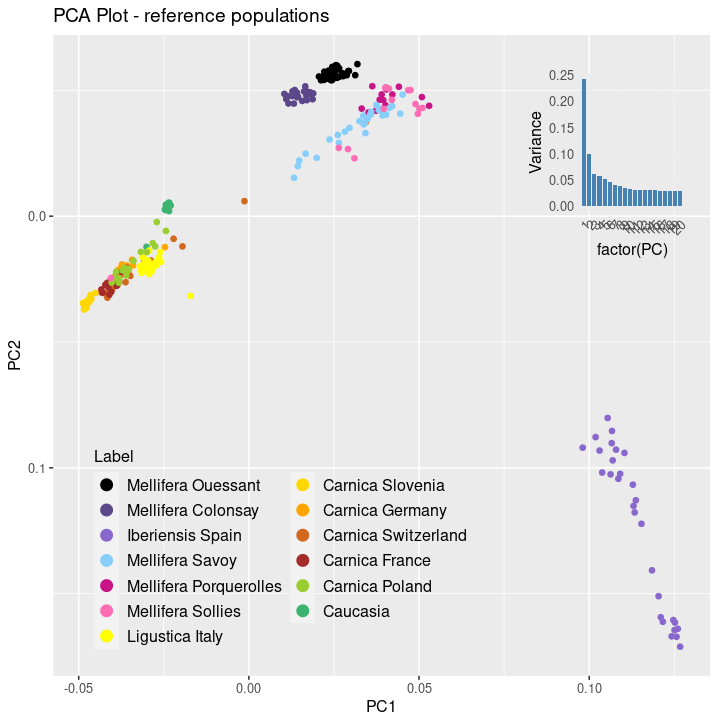 PCA Plot - reference populations
0.25
0.20
0.15
0.10
0.05
0.00
Variance
factor(PC)
0.0
0.1
PC2
Label
Mellifera Ouessant
Mellifera Colonsay
Iberiensis Spain
Mellifera Savoy
Mellifera Porquerolles
Mellifera Sollies
Ligustica Italy
Carnica Slovenia
Carnica Germany
Carnica Switzerland
Carnica France
Carnica Poland
Caucasia
-0.05
0.00
0.05
0.10
PC1